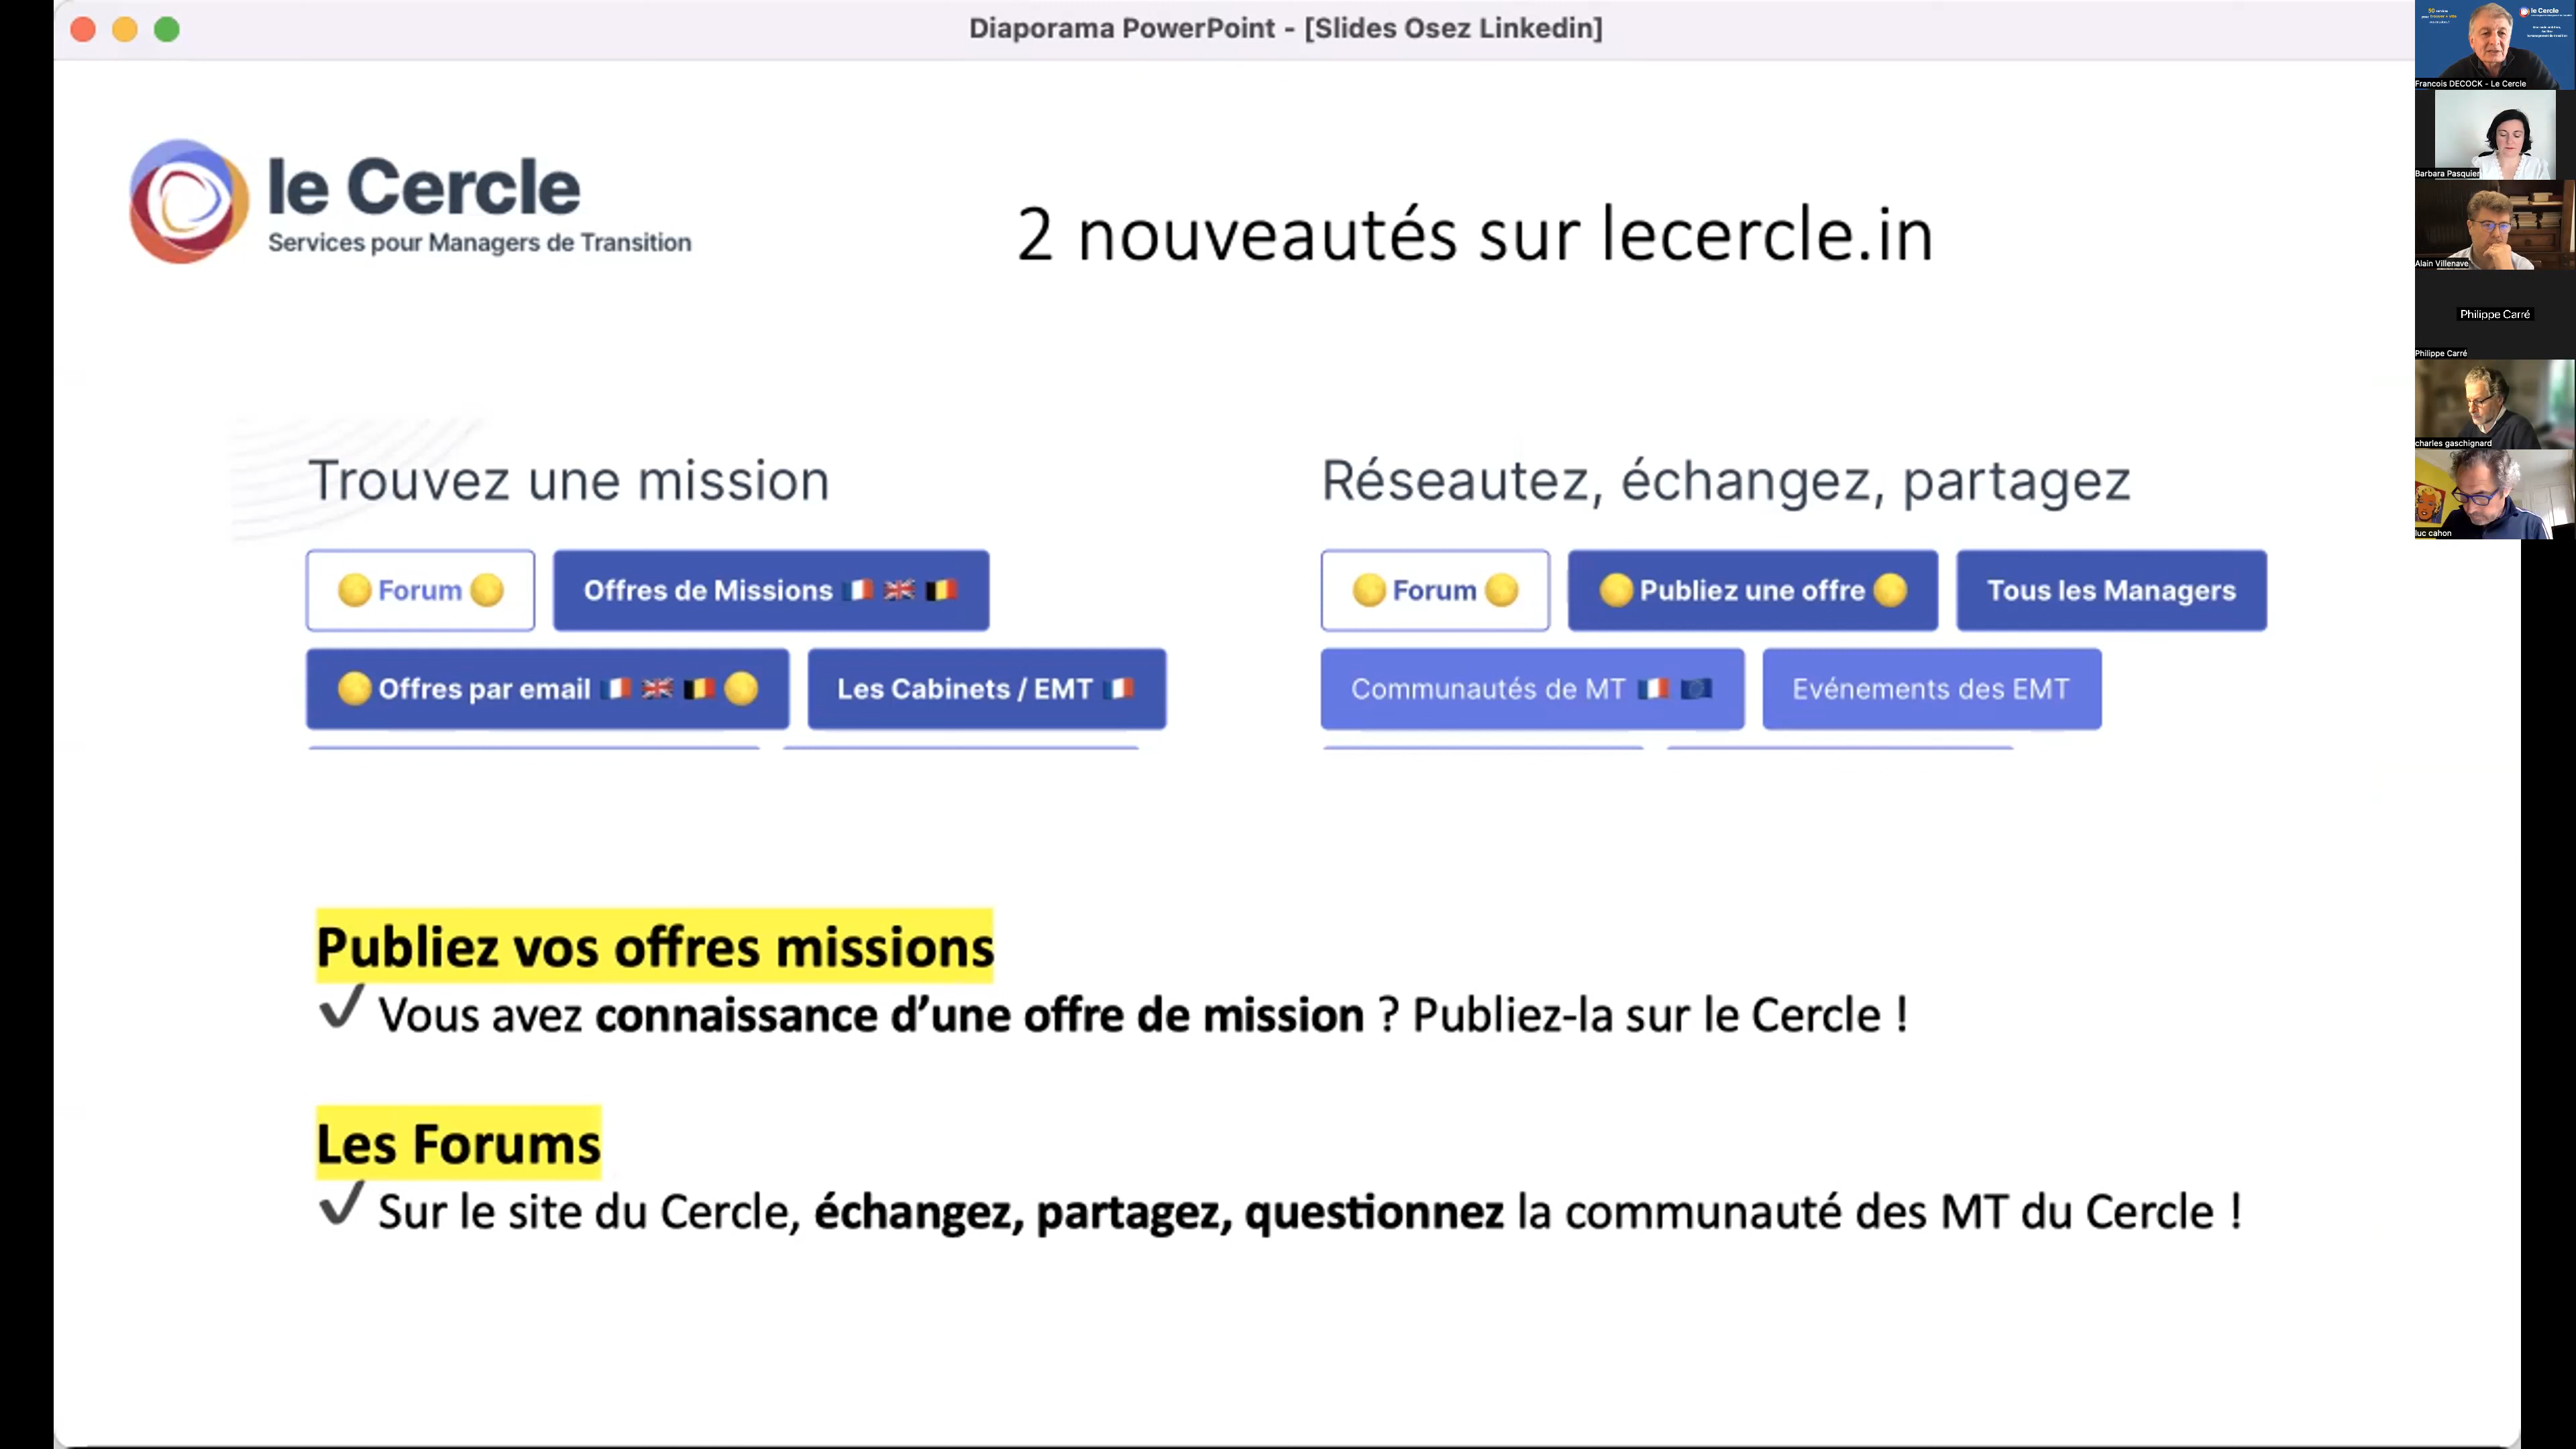 Diaporama PowerPoint - [Slides Osez Linkedin]
le Cercle
Services pour Managers de Transition
2 nouveautés sur lecercle.in
Trouvez une mission
Forum
Offres de Missions
Offres par email
Les Cabinets / EMT
Réseautez, échangez, partagez
Forum
Publiez une offre
Tous les Managers
Communautés de MT
Evénements des EMT
Publiez vos offres missions
✓ Vous avez connaissance d’une offre de mission ? Publiez-la sur le Cercle !
Les Forums
✓ Sur le site du Cercle, échangez, partagez, questionnez la communauté des MT du Cercle !
le Cercle
Francois DECOCK - Le Cercle
Barbara Pasquier
Alain Villenave
Philippe Carré
Philippe Carré
charles gaschignard
luc cahon